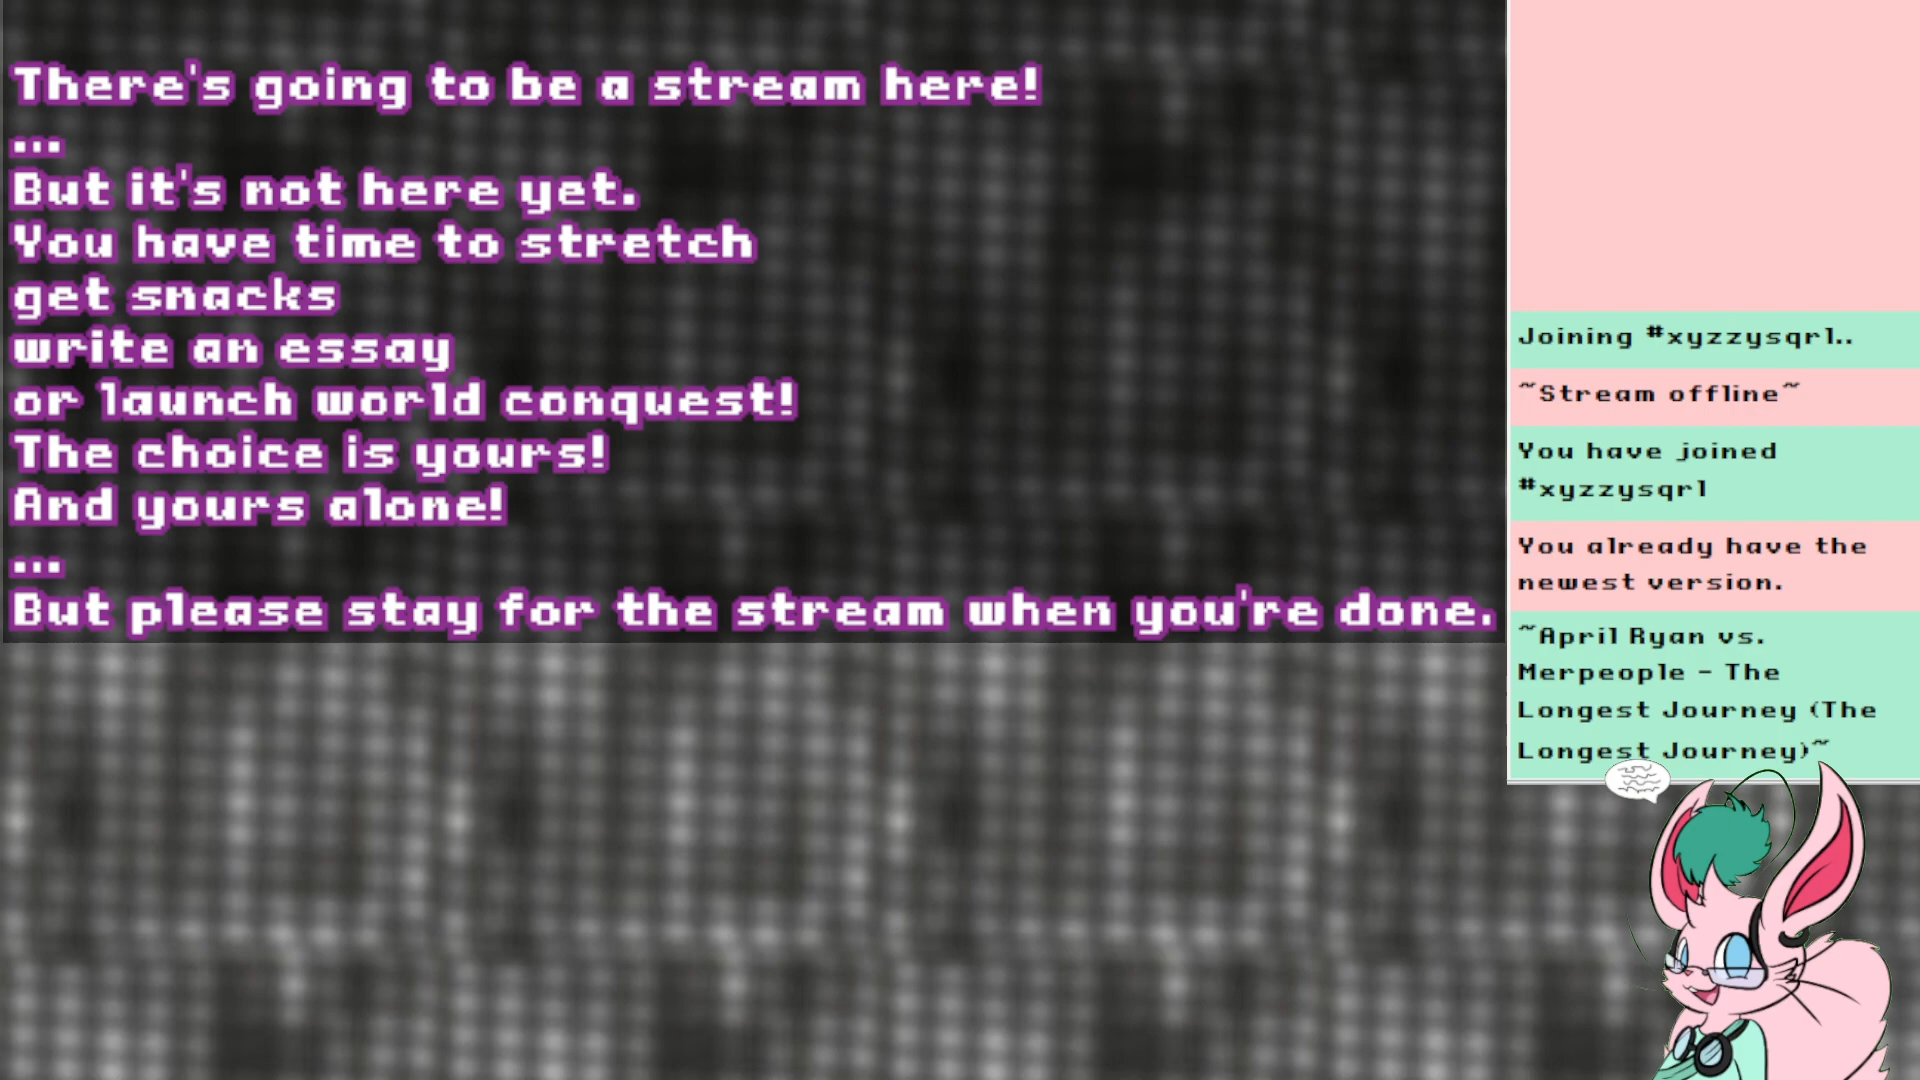 There's going to be a stream here!
...
But it's not here yet.
You have time to stretch
get snacks
write an essay
or launch world conquest!
The choice is yours!
And yours alone!
...
But please stay for the stream when you're done.
Joining #xyzzysqrl..
~Stream offline~
You have joined
#xyzzysqrl
You already have the
newest version.
~April Ryan vs.
Merpeople - The
Longest Journey (The
Longest Journey)~